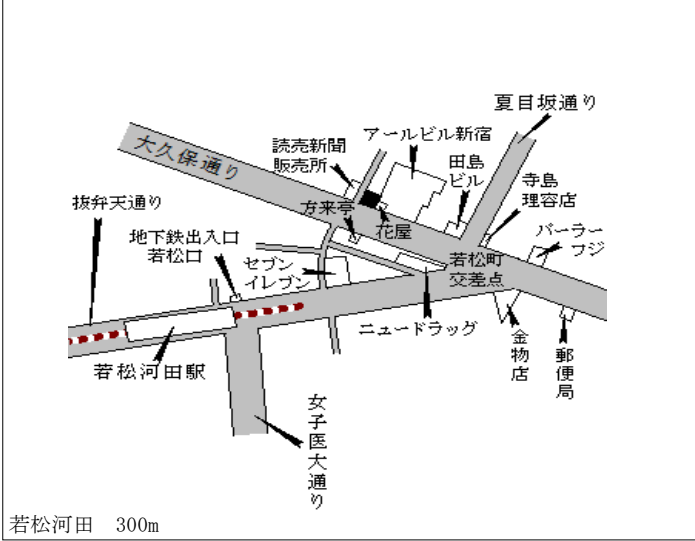 夏目坂通り
大久保通り
アールビル新宿
読売新聞
販売所
田島
ビル
寺島
理容店
抜弁天通り
方来亭
花屋
パーラー
フジ
地下鉄出入口
若松口
セブン
イレブン
若松町
交差点
ニュードラッグ
金物店
郵便局
若松河田駅
女子医大通り
若松河田　300m